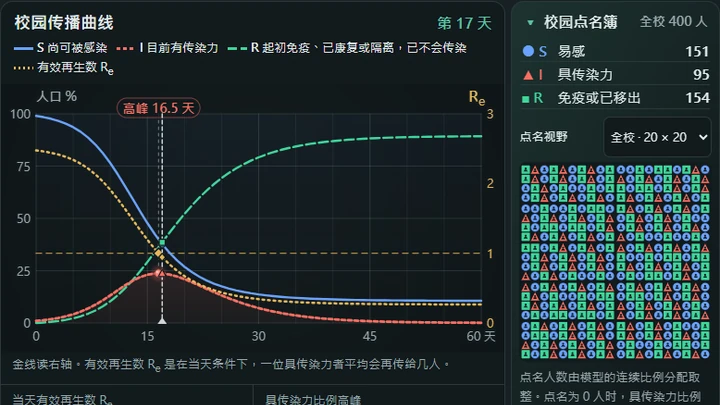 校园传播曲线
第 17 天
S 尚可被感染 I 目前有传染力 R 起初免疫、已康复或隔离，已不会传染
有效再生数 Re
人口 %
高峰 16.5 天
Re
100
75
50
25
0
3
2
1
0
0
15
30
45
60 天
金线读右轴。有效再生数 Re 是在当天条件下，一位具传染力者平均会再传给几人。
当天有效再生数 Re
具传染力比例高峰
▼ 校园点名簿
全校 400 人
S 易感 151
I 具传染力 95
R 免疫或已移出 154
点名视野
全校 · 20 × 20
点名人数由模型的连续比例分配取
整。点名为 0 人时，具传染力比例